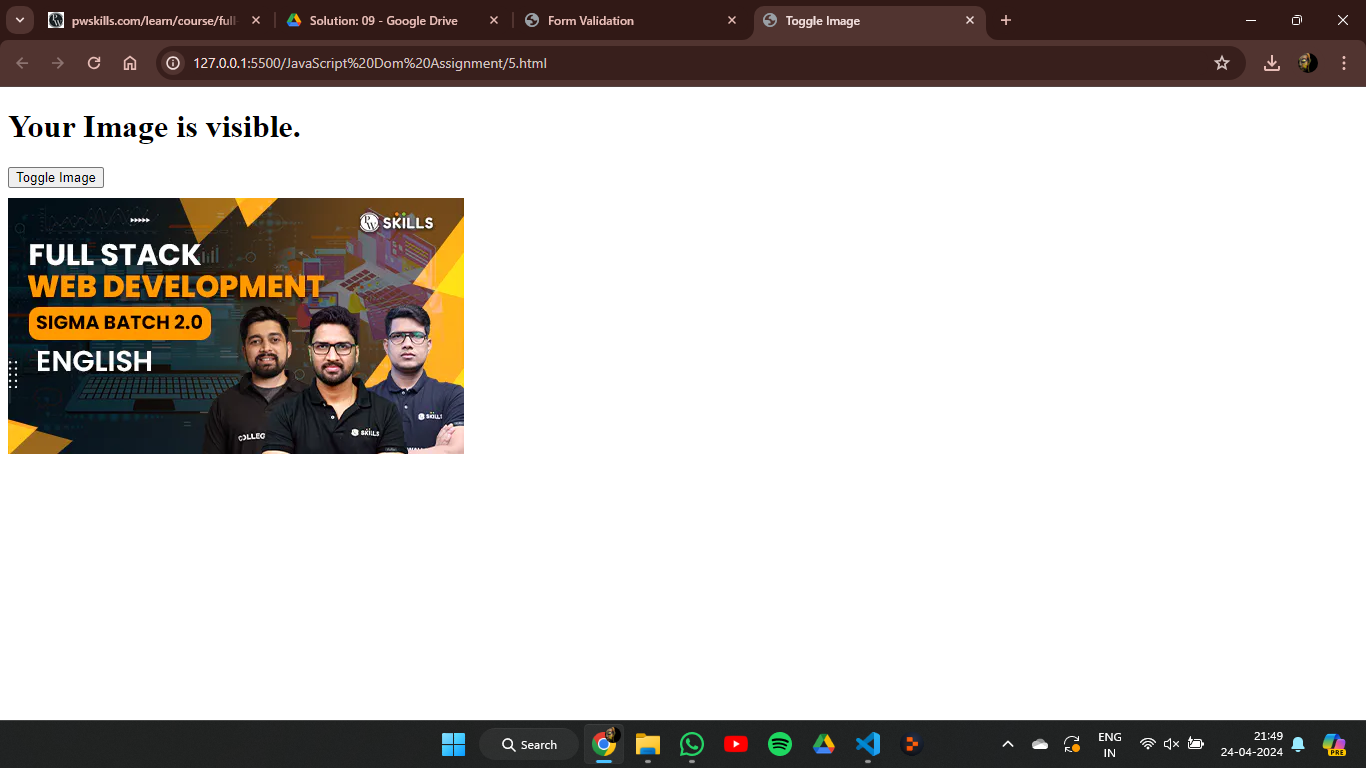 pwskills.com/learn/course/full
Solution: 09 - Google Drive
Form Validation
Toggle Image
127.0.0.1:5500/JavaScript%20Dom%20Assignment/5.html
Your Image is visible.
Toggle Image
PW SKILLS
FULL STACK
WEB DEVELOPMENT
SIGMA BATCH 2.0
ENGLISH
SKILLS
SKILLS
COLLEG
Search
ENG
IN
21:49
24-04-2024
PRE